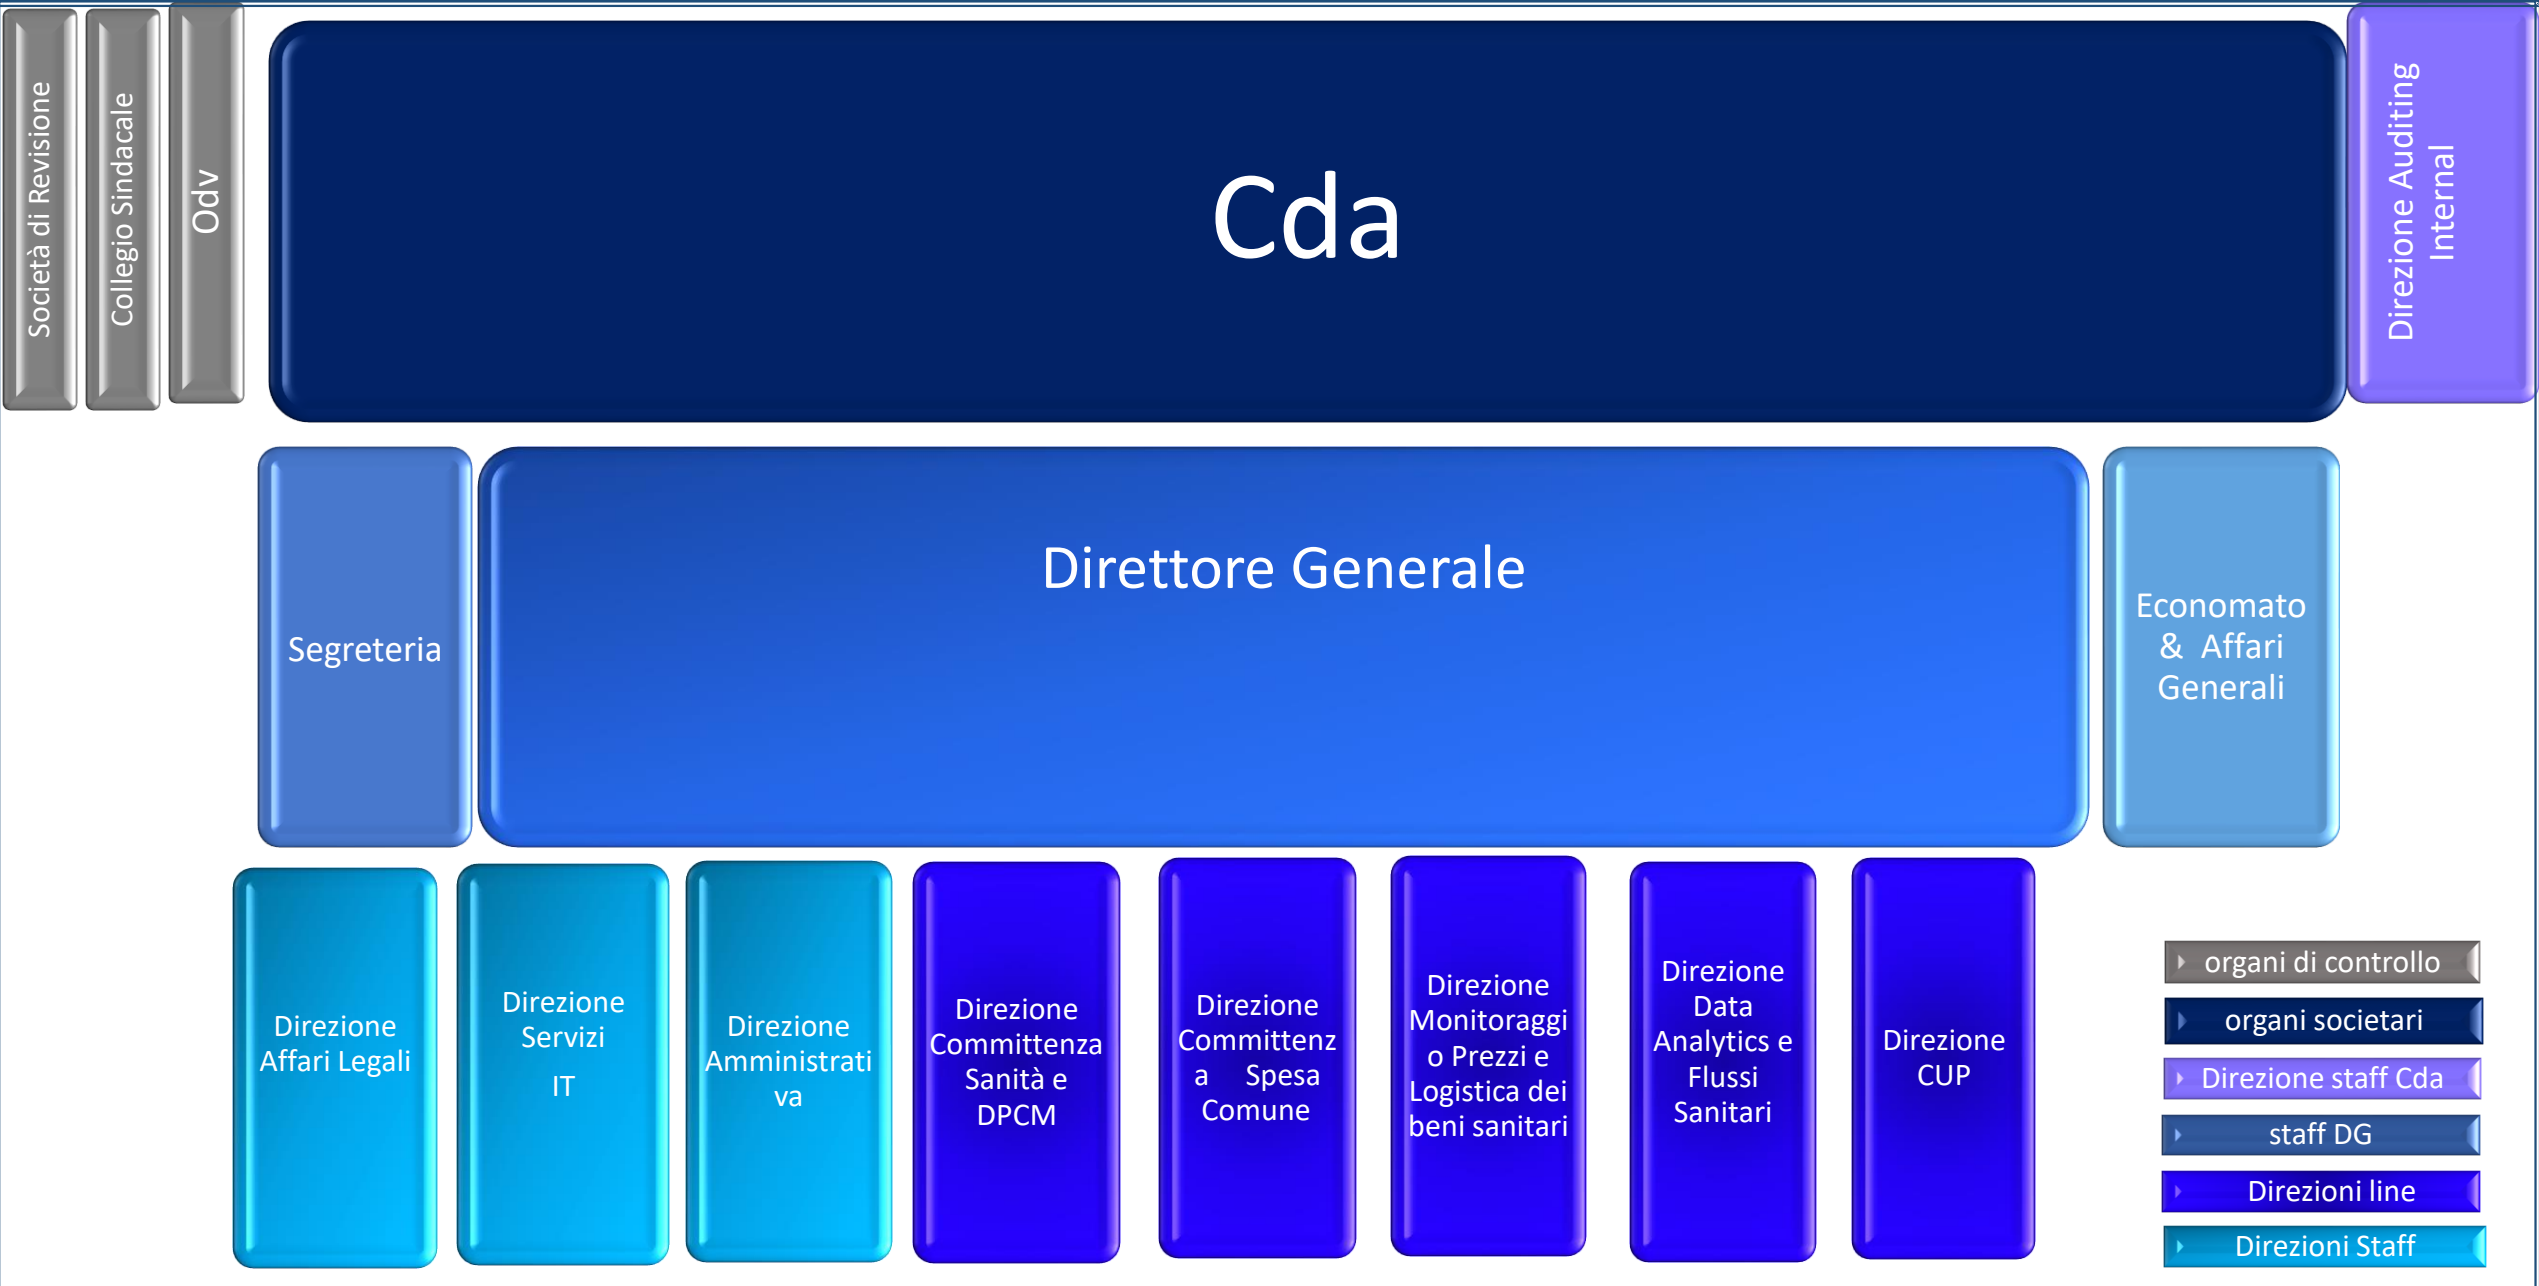 Società di Revisione
Collegio Sindacale
Odv
Cda
Direzione Auditing
Internal
Segreteria
Direttore Generale
Economato
& Affari
Generali
Direzione
Affari Legali
Direzione
Servizi
IT
Direzione
Amministrati
va
Direzione
Committenza
Sanità e
DPCM
Direzione
Committenz
a Spesa
Comune
Direzione
Monitoraggi
o Prezzi e
Logistica dei
beni sanitari
Direzione
Data
Analytics e
Flussi
Sanitari
Direzione
CUP
organi di controllo
organi societari
Direzione staff Cda
staff DG
Direzioni line
Direzioni Staff